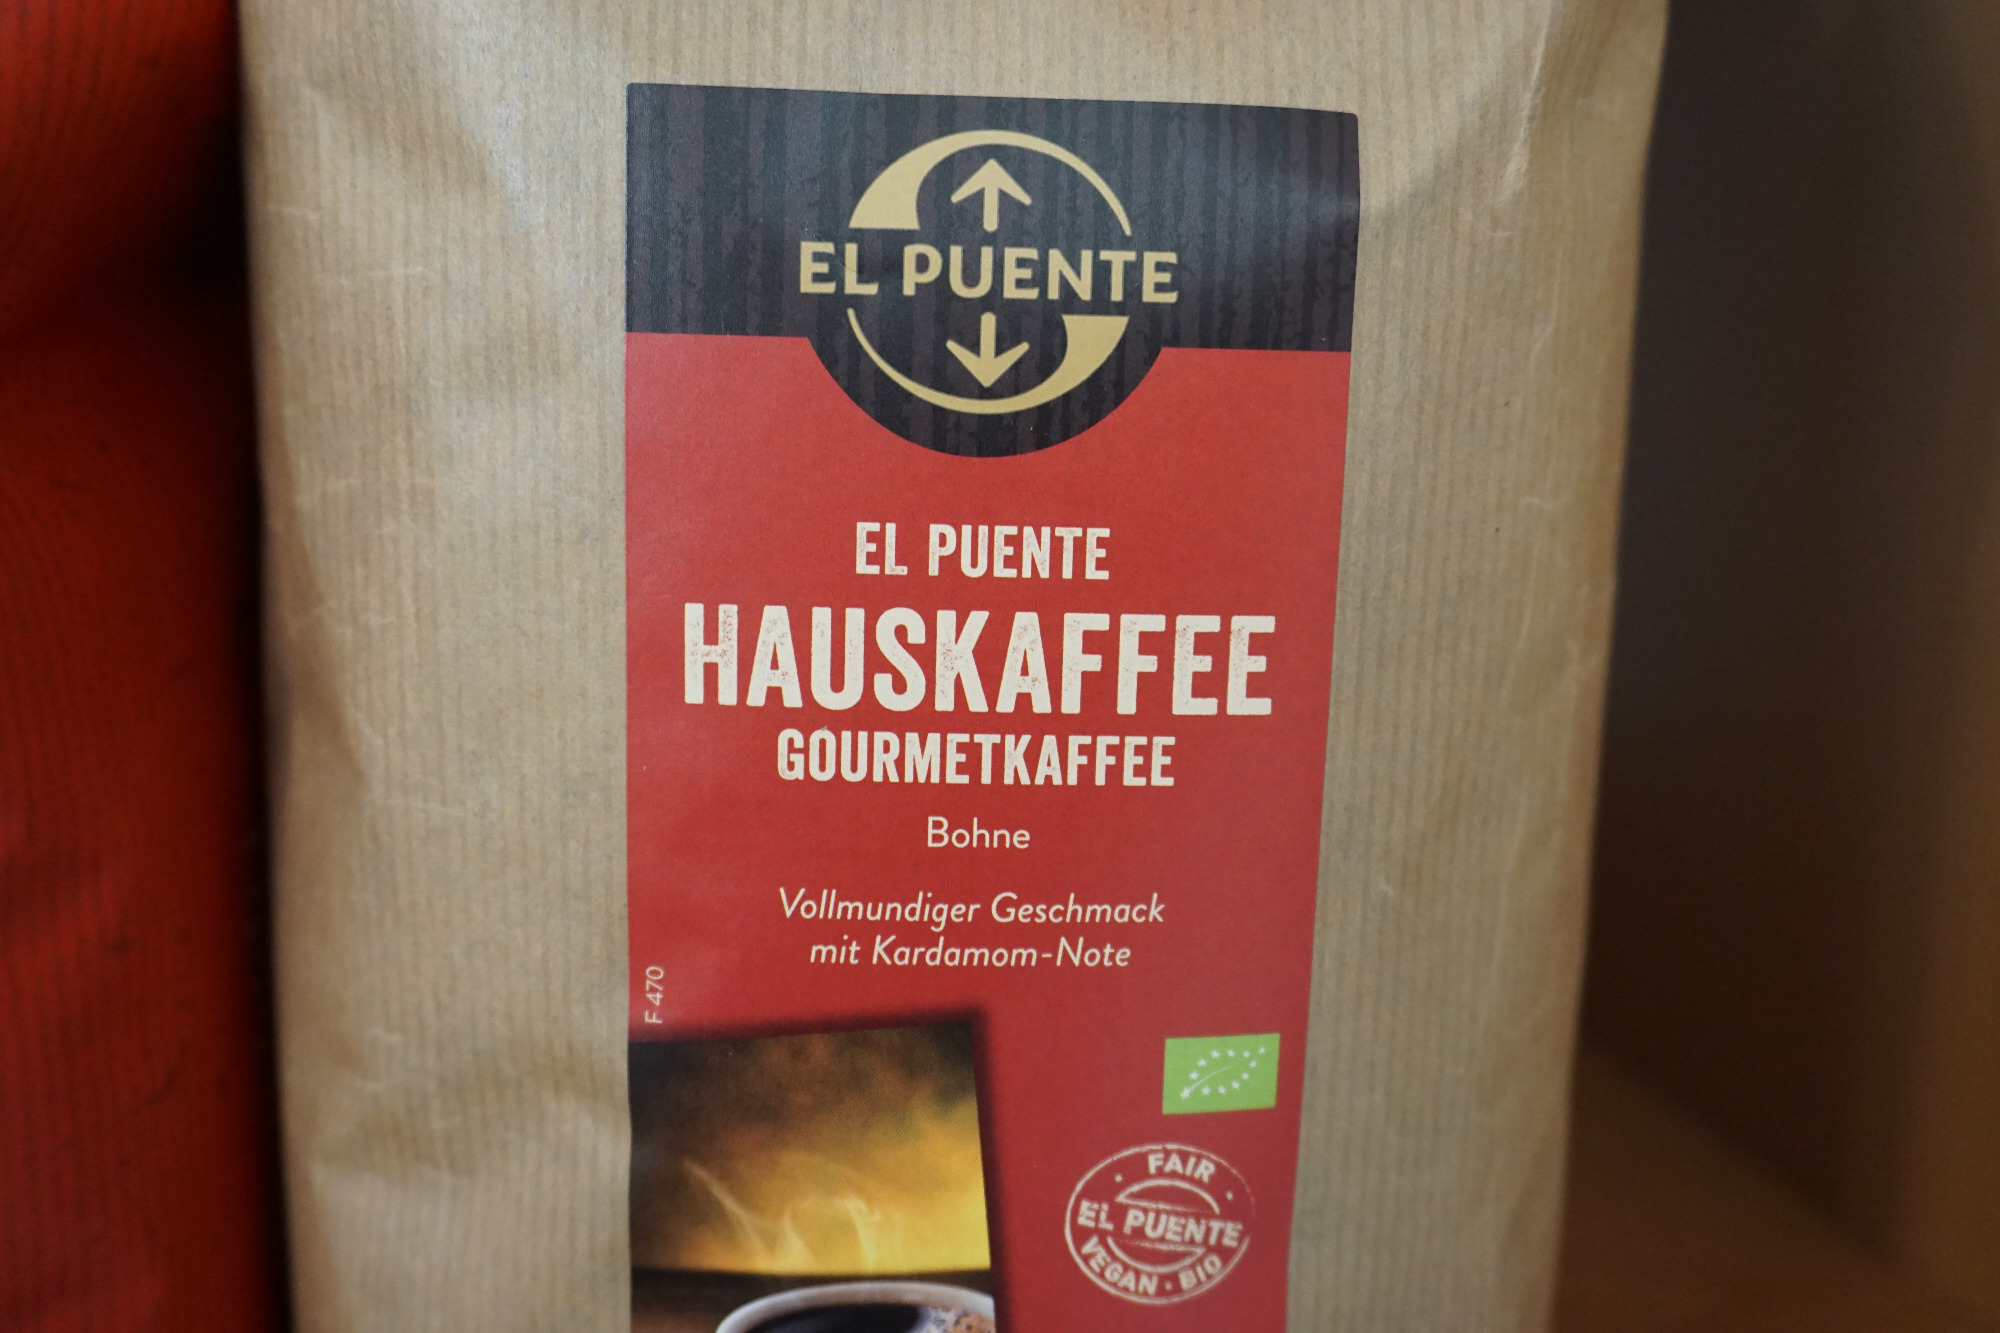 EL PUENTE
EL PUENTE
HAUSKAFFEE
GOURMETKAFFEE
Bohne
Vollmundiger Geschmack
mit Kardamom-Note
F 470
FAIR
EL PUENTE
VEGAN · BIO